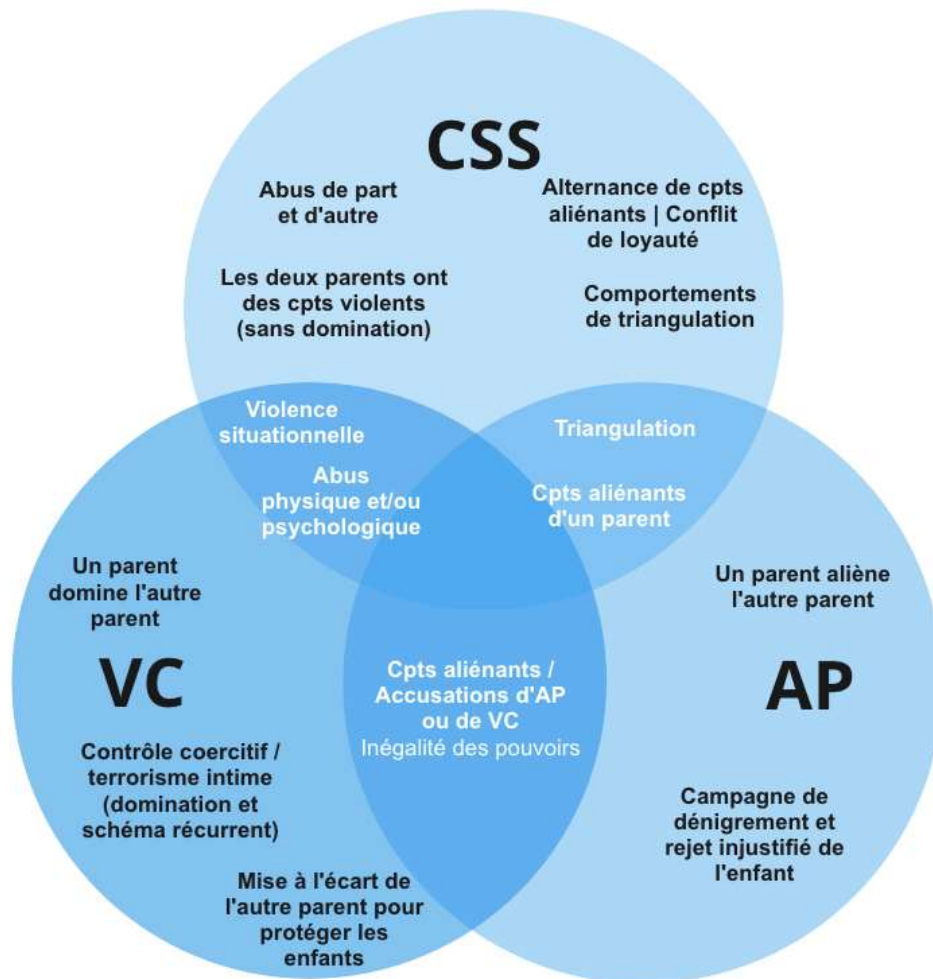 CSS
Abus de part
et d'autre
Alternance de cpts
aliénants | Conflit
de loyauté
Les deux parents ont
des cpts violents
(sans domination)
Comportements
de triangulation
Violence
situationnelle
Triangulation
Abus
physique et/ou
psychologique
Cpts aliénants
d'un parent
Un parent
domine l'autre
parent
Un parent aliène
l'autre parent
VC
Cpts aliénants /
Accusations d'AP
ou de VC
Inégalité des pouvoirs
AP
Contrôle coercitif /
terrorisme intime
(domination et
schéma récurrent)
Campagne de
dénigrement et
rejet injustifié de
l'enfant
Mise à l'écart de
l'autre parent pour
protéger les
enfants